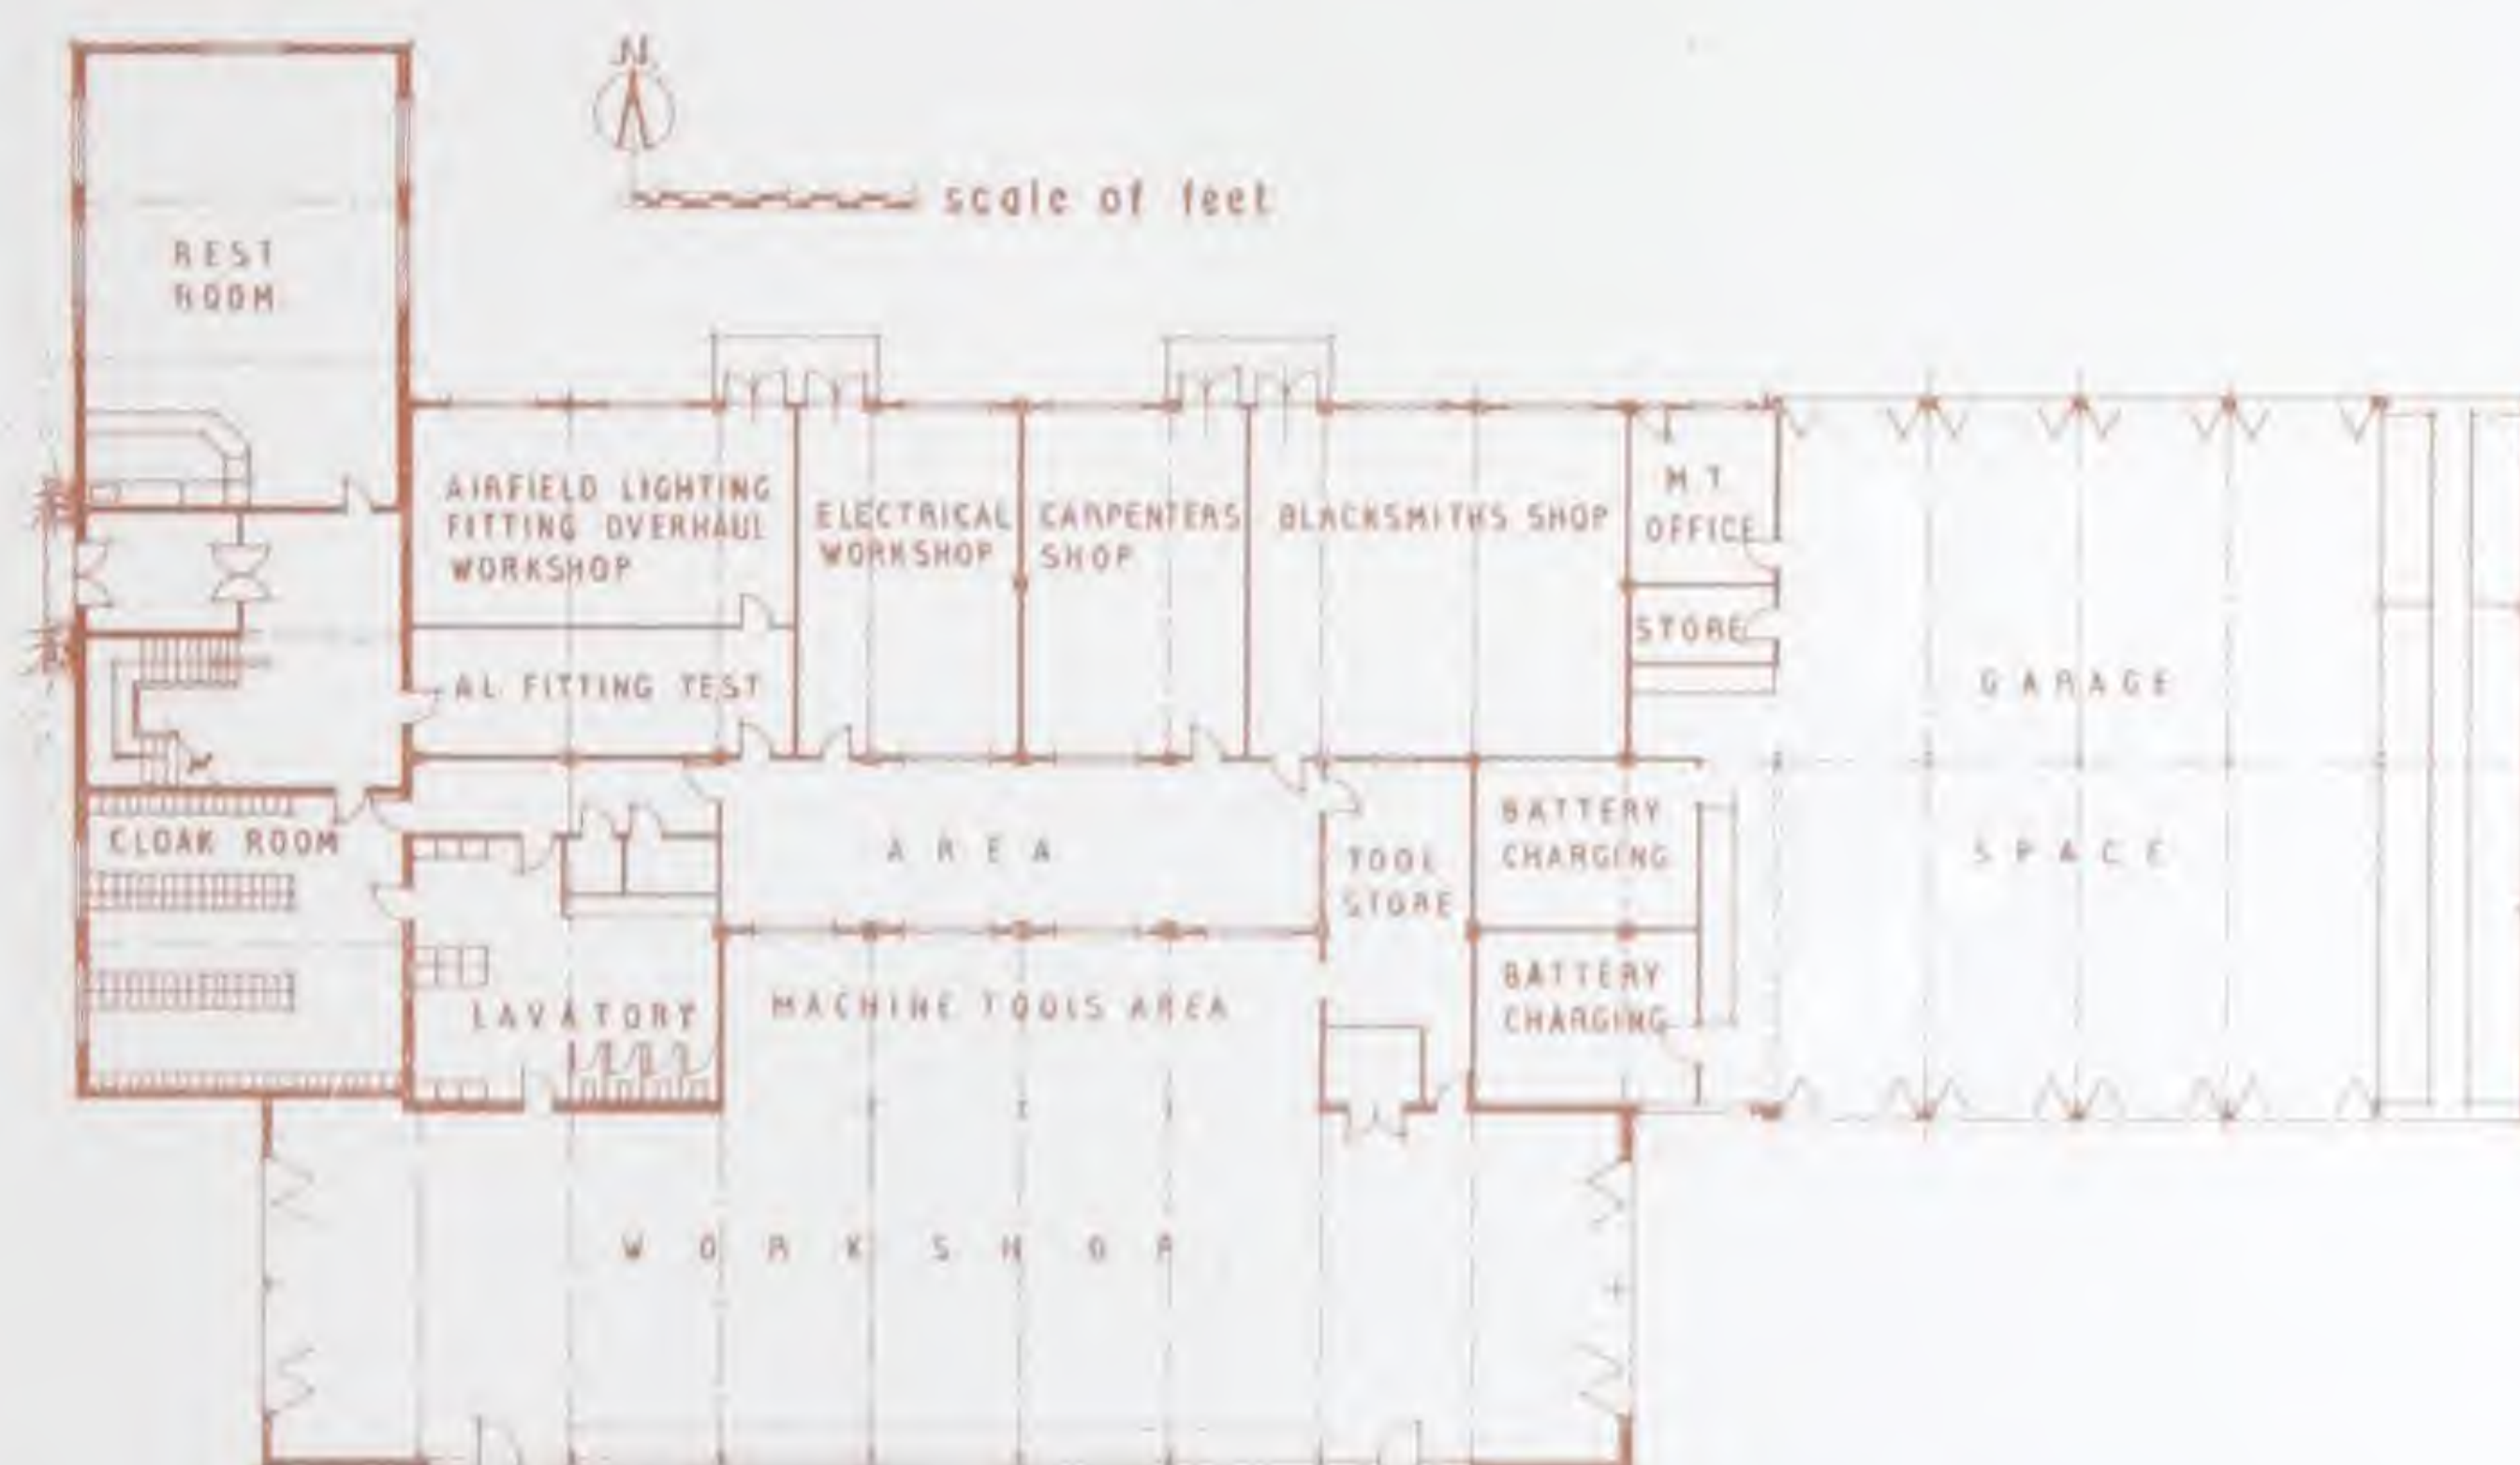 N
scale of feet
REST
ROOM
AIRFIELD LIGHTING
FITTING OVERHAUL
WORKSHOP
ELECTRICAL
WORKSHOP
CARPENTERS
SHOP
BLACKSMITHS SHOP
M T
OFFICE
STORE
AL FITTING TEST
GARAGE
SPACE
CLOAK ROOM
AREA
TOOL
STORE
BATTERY
CHARGING
BATTERY
CHARGING
LAVATORY
MACHINE TOOLS AREA
WORKSHOP